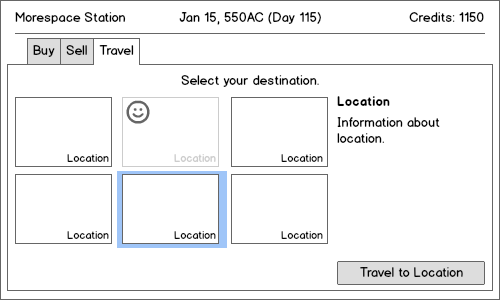 Morespace Station Jan 15, 550AC (Day 115) Credits: 1150
Buy Sell Travel
Select your destination.
Location Location Location
Location
Information about
location.
Location Location Location
Travel to Location